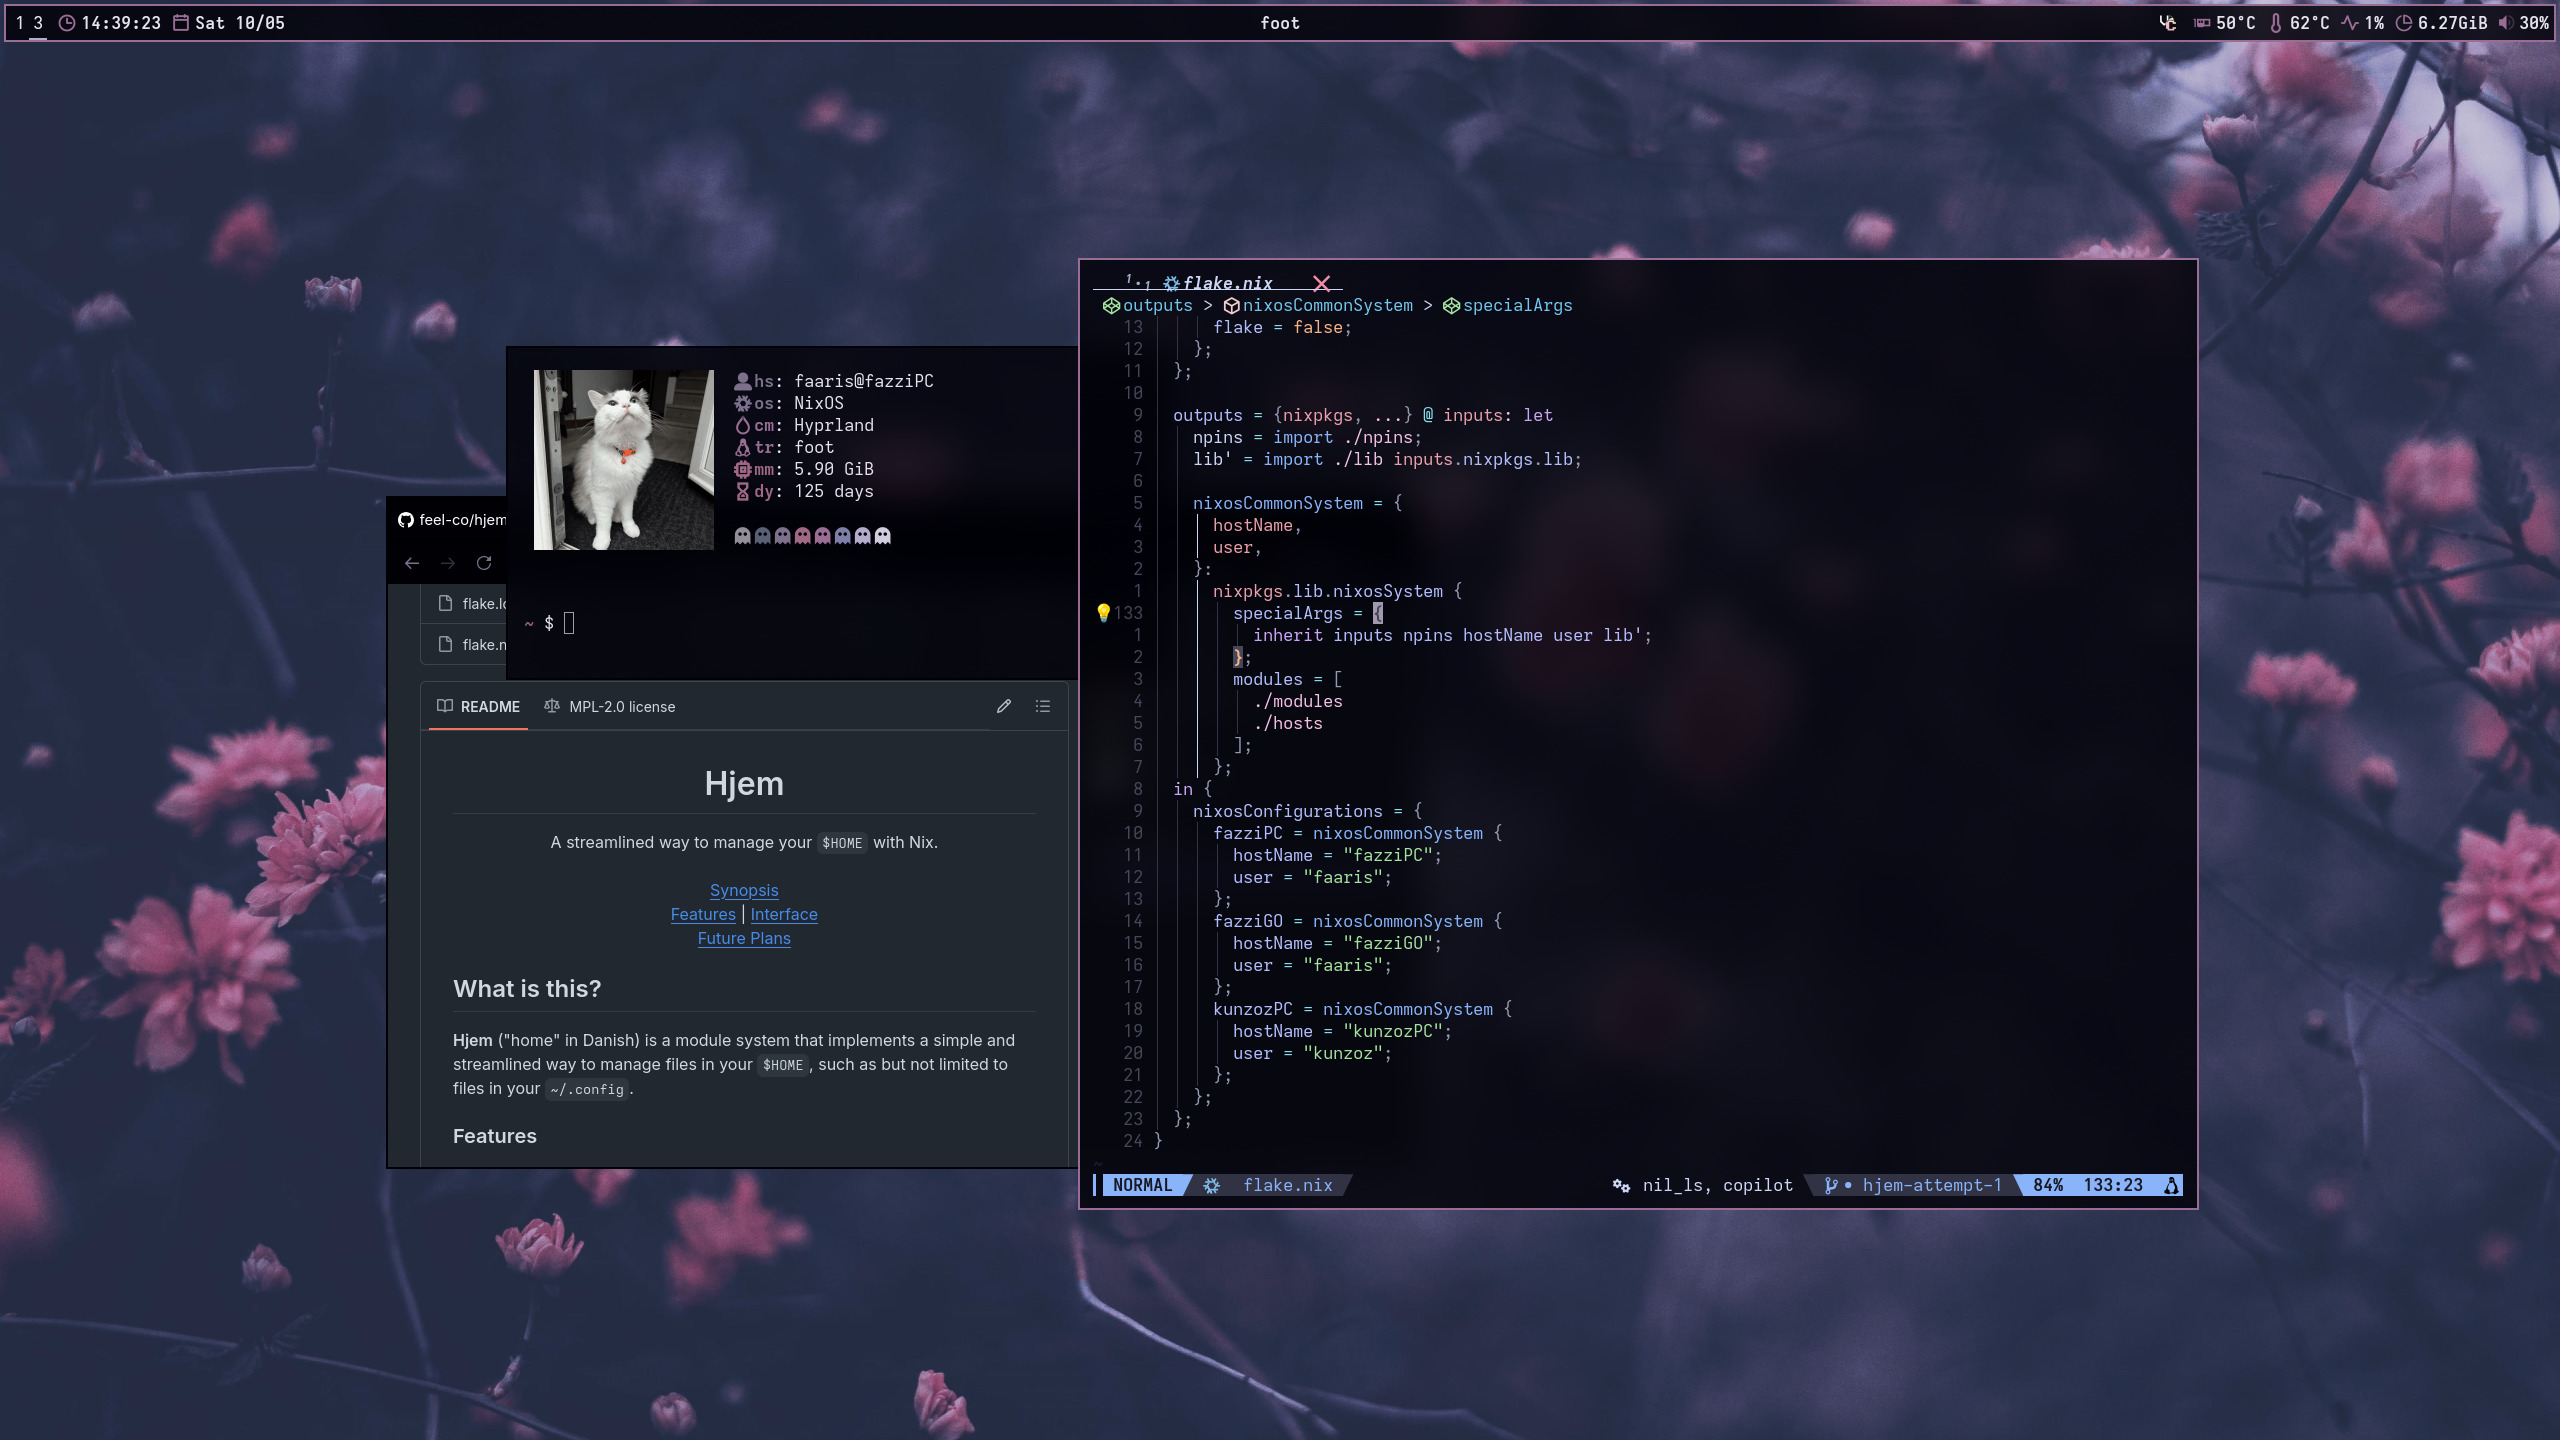 1 3 14:39:23 Sat 10/05
foot
50°C 62°C 1% 6.27GiB 30%
hs: faaris@fazziPC
os: NixOS
cm: Hyprland
tr: foot
mm: 5.90 GiB
dy: 125 days
~ $
feel-co/hjem
flake.lo
flake.n
README MPL-2.0 license
Hjem
A streamlined way to manage your $HOME with Nix.
Synopsis
Features | Interface
Future Plans
What is this?
Hjem ("home" in Danish) is a module system that implements a simple and
streamlined way to manage files in your $HOME, such as but not limited to
files in your ~/.config.
Features
1. 1 flake.nix
outputs > nixosCommonSystem > specialArgs
13 flake = false;
12 };
11 };
10
9 outputs = {nixpkgs, ...} @ inputs: let
8 npins = import ./npins;
7 lib' = import ./lib inputs.nixpkgs.lib;
6
5 nixosCommonSystem = {
4 hostName,
3 user,
2 }:
1 nixpkgs.lib.nixosSystem {
133 specialArgs = {
1 inherit inputs npins hostName user lib';
2 };
3 modules = [
4 ./modules
5 ./hosts
6 ];
7 };
8 in {
9 nixosConfigurations = {
10 fazziPC = nixosCommonSystem {
11 hostName = "fazziPC";
12 user = "faaris";
13 };
14 fazziGO = nixosCommonSystem {
15 hostName = "fazziGO";
16 user = "faaris";
17 };
18 kunzozPC = nixosCommonSystem {
19 hostName = "kunzozPC";
20 user = "kunzoz";
21 };
22 };
23 };
24 }
~
NORMAL flake.nix nil_ls, copilot hjem-attempt-1 84% 133:23